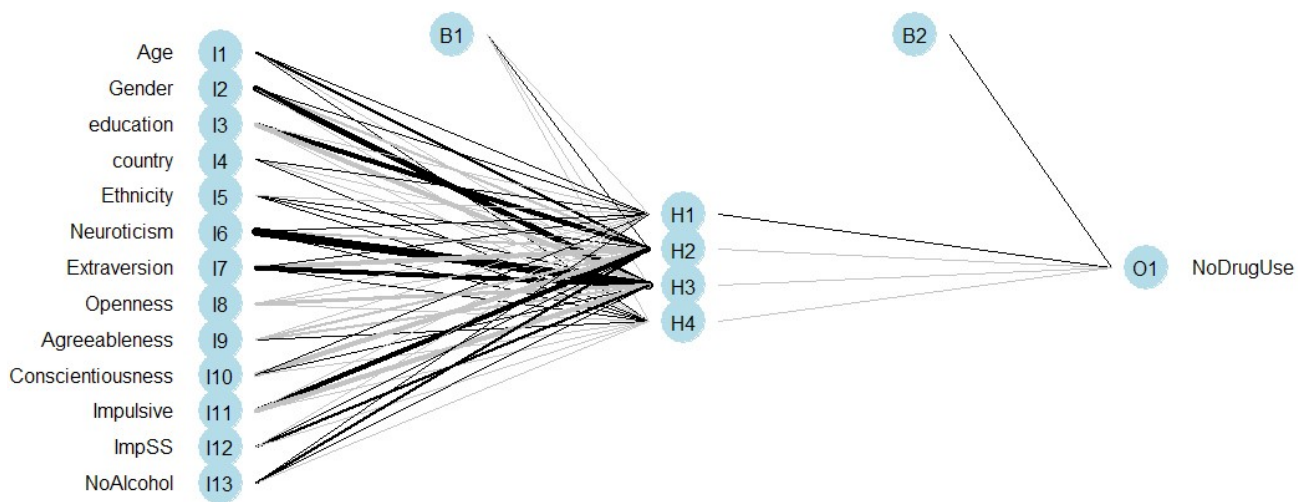 B1 B2
Age I1
Gender I2
education I3
country I4
Ethnicity I5
Neuroticism I6
Extraversion I7
Openness I8
Agreeableness I9
Conscientiousness I10
Impulsive I11
ImpSS I12
NoAlcohol I13
H1
H2
H3
H4
O1 NoDrugUse